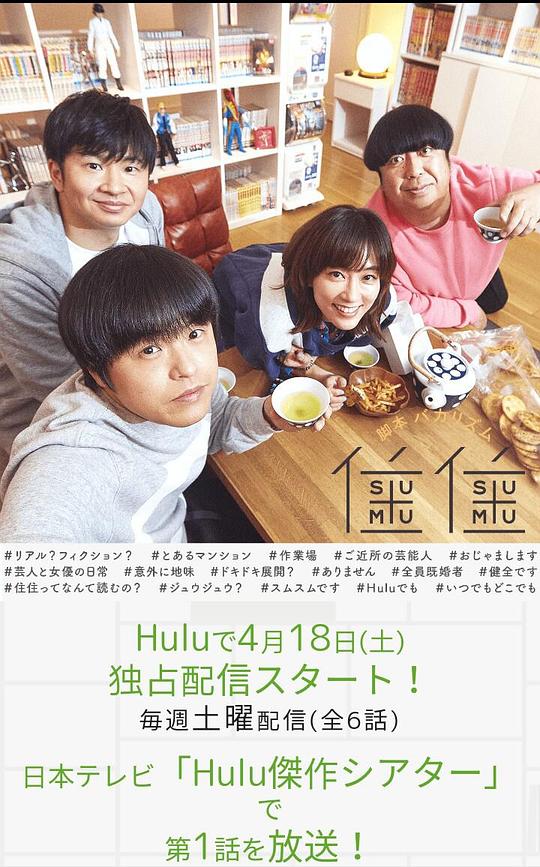 脚本 バカリズム
住住
SU SU
MU MU
#リアル?フィクション? #とあるマンション #作業場 #ご近所の芸能人 #おじゃまします
#芸人と女優の日常 #意外に地味 #ドキドキ展開? #ありません #全員既婚者 #健全です
#住住ってなんて読むの? #ジュウジュウ? #スムスムです #Huluでも #いつでもどこでも
Huluで4月18日(土)
独占配信スタート!
毎週土曜配信(全6話)
日本テレビ「Hulu傑作シアター」
で
第1話を放送!